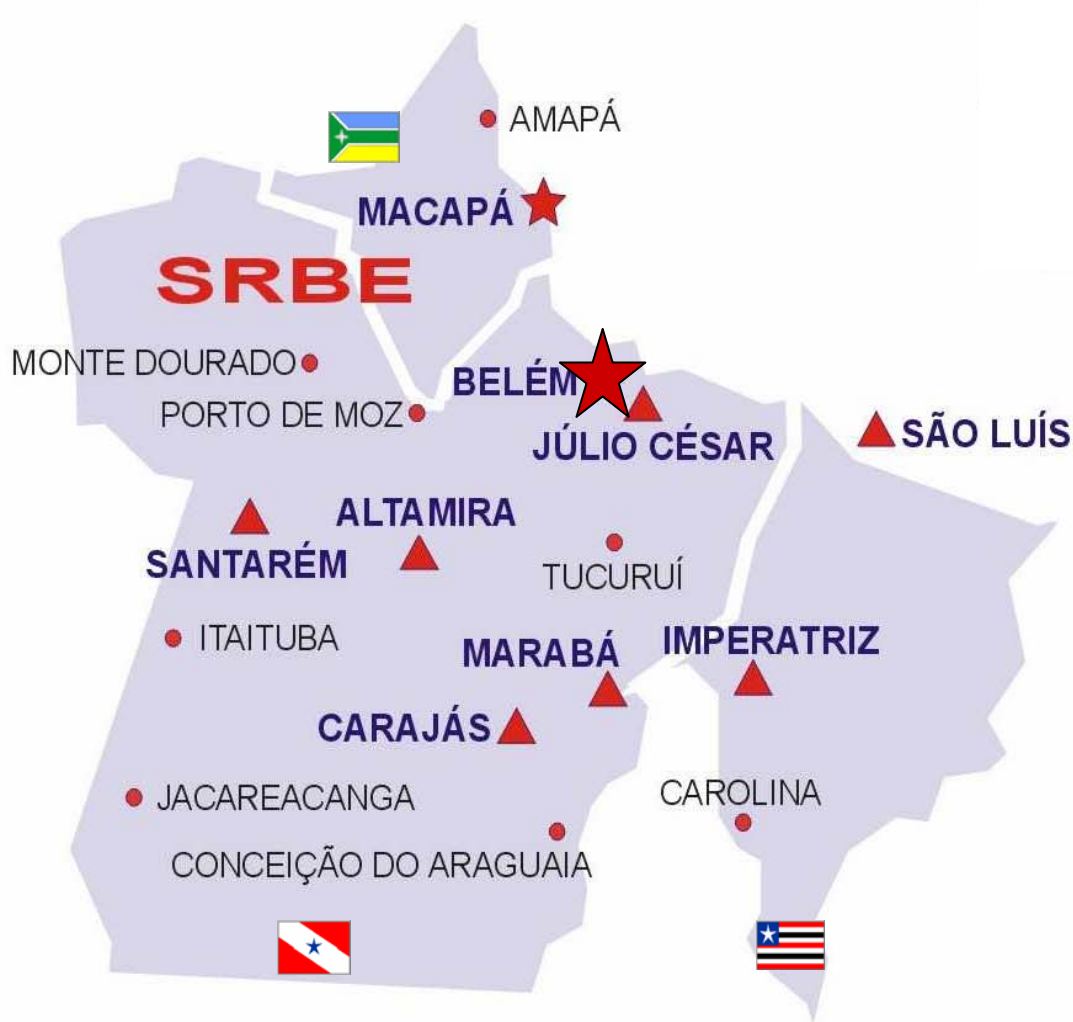 AMAPÁ
MACAPÁ
SRBE
MONTE DOURADO
BELÉM
PORTO DE MOZ
JÚLIO CÉSAR
SÃO LUÍS
ALTAMIRA
SANTARÉM
TUCURUÍ
ITAITUBA
MARABÁ
IMPERATRIZ
CARAJÁS
JACAREACANGA
CAROLINA
CONCEIÇÃO DO ARAGUAIA